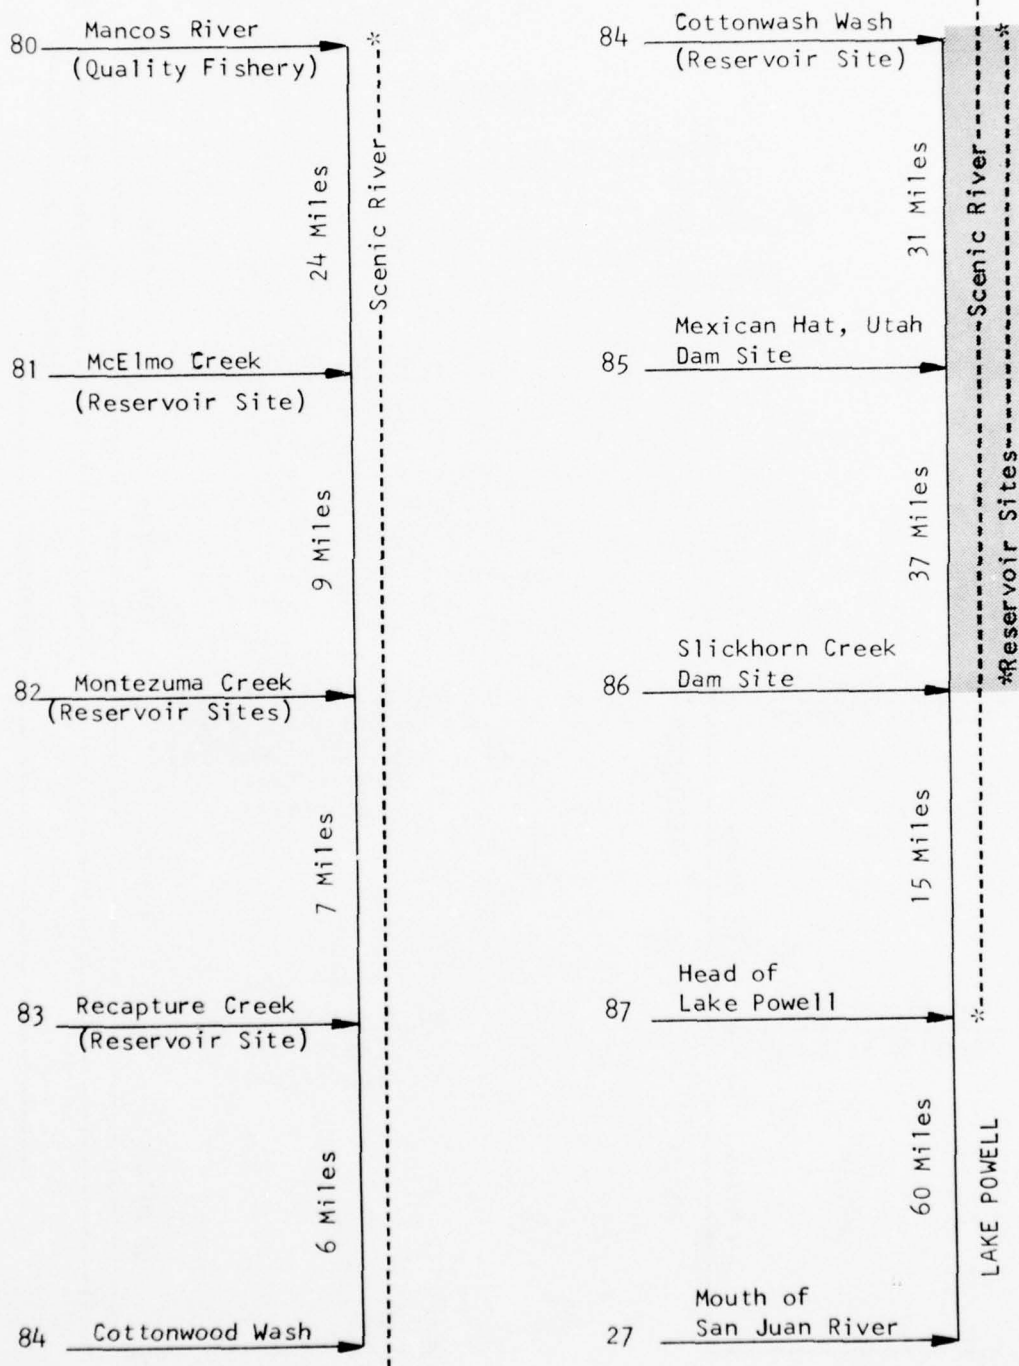 80 Mancos River
(Quality Fishery)
24 Miles
Scenic River
81 McElmo Creek
(Reservoir Site)
9 Miles
82 Montezuma Creek
(Reservoir Sites)
7 Miles
83 Recapture Creek
(Reservoir Site)
6 Miles
84 Cottonwood Wash
84 Cottonwash Wash
(Reservoir Site)
31 Miles
Scenic River
*Reservoir Sites*
85 Mexican Hat, Utah
Dam Site
37 Miles
86 Slickhorn Creek
Dam Site
15 Miles
87 Head of
Lake Powell
60 Miles
LAKE POWELL
27 Mouth of
San Juan River